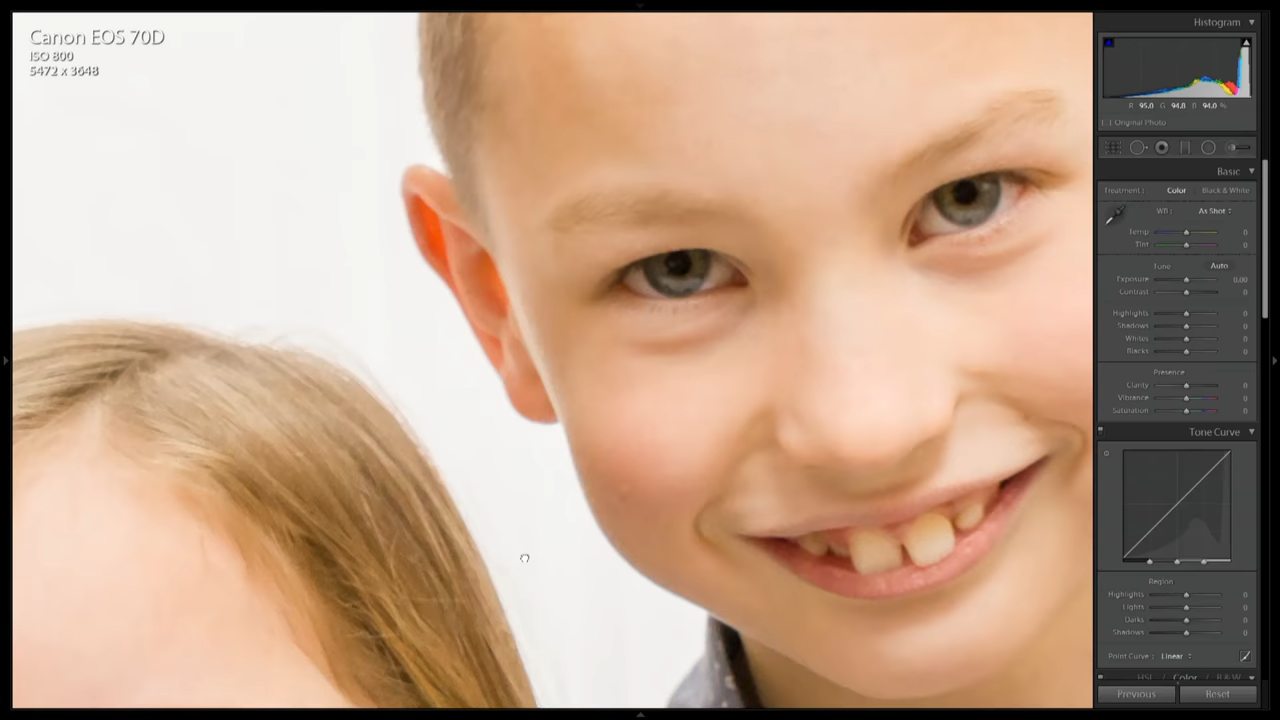 Canon EOS 70D
ISO 800
5472 x 3648
Histogram
R 95.0 G 94.8 B 94.0 %
Original Photo
Basic
Treatment : Color Black & White
WB : As Shot
Temp 0
Tint 0
Tone Auto
Exposure 0.00
Contrast 0
Highlights 0
Shadows 0
Whites 0
Blacks 0
Presence
Clarity 0
Vibrance 0
Saturation 0
Tone Curve
Region
Highlights 0
Lights 0
Darks 0
Shadows 0
Point Curve : Linear
HSL / Color / B & W
Previous Reset